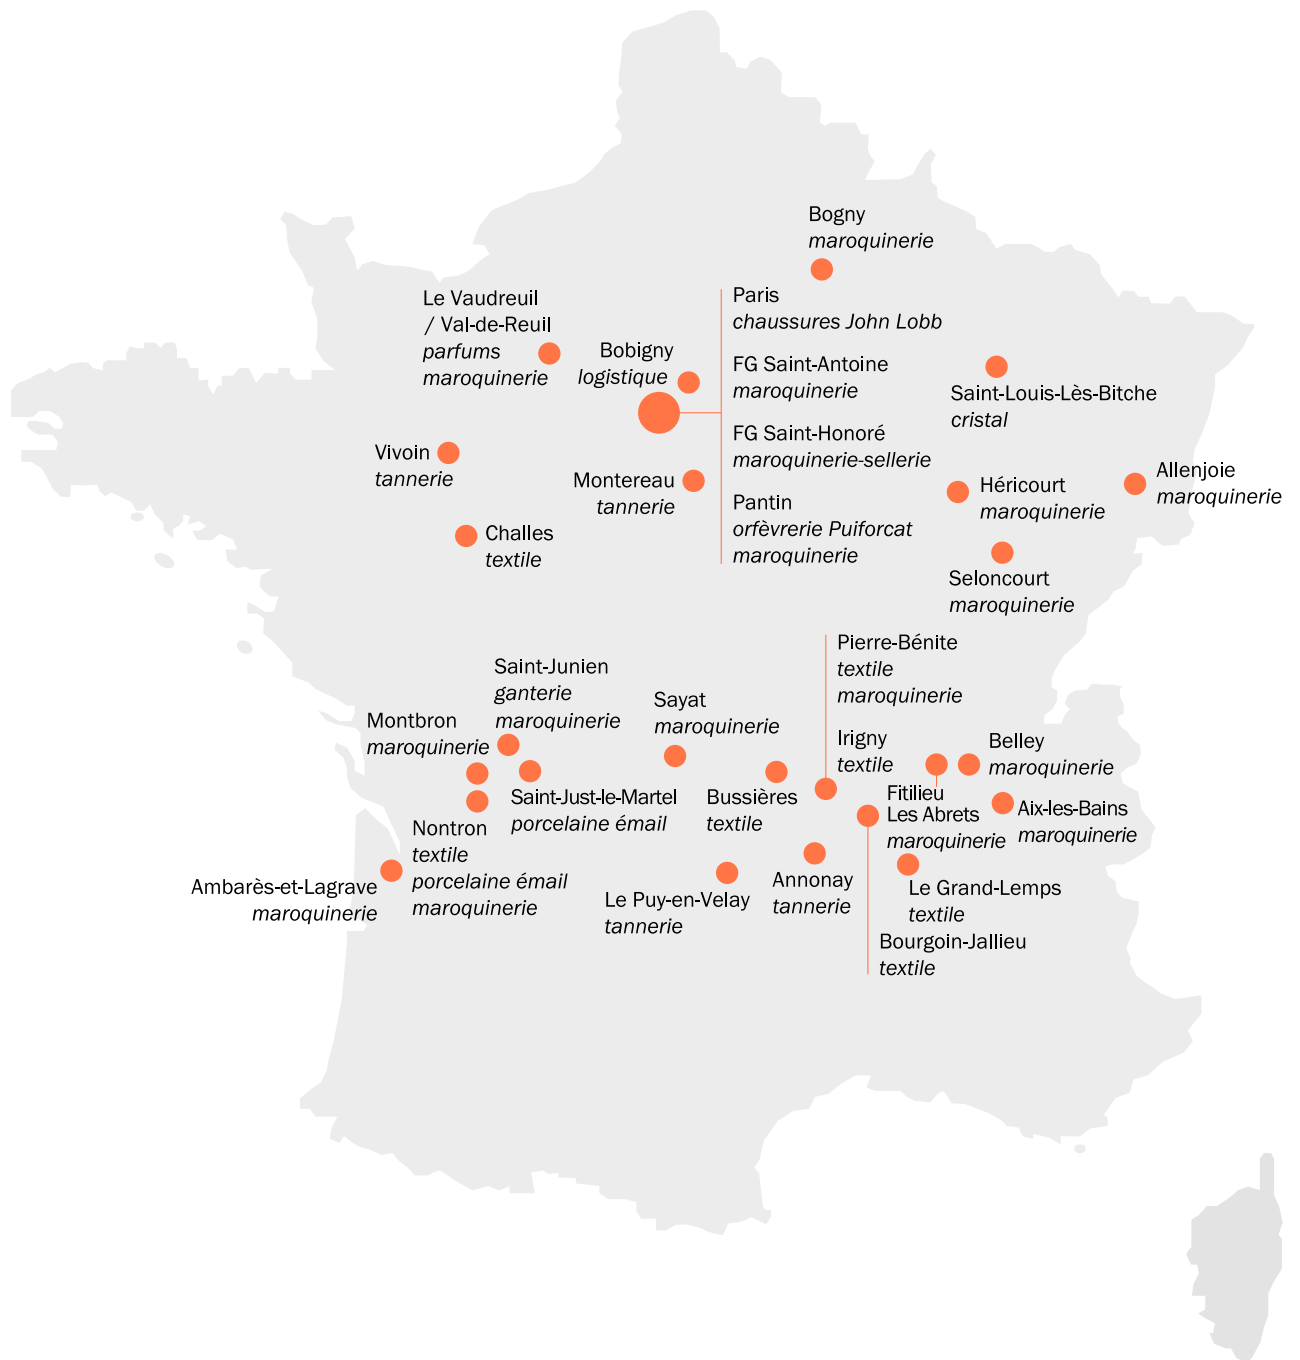 Bogny
maroquinerie
Le Vaudreuil
/ Val-de-Reuil
parfums
maroquinerie
Bobigny
logistique
Paris
chaussures John Lobb
FG Saint-Antoine
maroquinerie
FG Saint-Honoré
maroquinerie-sellerie
Pantin
orfèvrerie Puiforcat
maroquinerie
Saint-Louis-Lès-Bitche
cristal
Vivoin
tannerie
Montereau
tannerie
Héricourt
maroquinerie
Allenjoie
maroquinerie
Challes
textile
Seloncourt
maroquinerie
Pierre-Bénite
textile
maroquinerie
Irigny
textile
Saint-Junien
ganterie
maroquinerie
Sayat
maroquinerie
Montbron
maroquinerie
Belley
maroquinerie
Saint-Just-le-Martel
porcelaine émail
Bussières
textile
Fitilieu
Les Abrets
maroquinerie
Aix-les-Bains
maroquinerie
Nontron
textile
porcelaine émail
maroquinerie
Ambarès-et-Lagrave
maroquinerie
Le Puy-en-Velay
tannerie
Annonay
tannerie
Le Grand-Lemps
textile
Bourgoin-Jallieu
textile